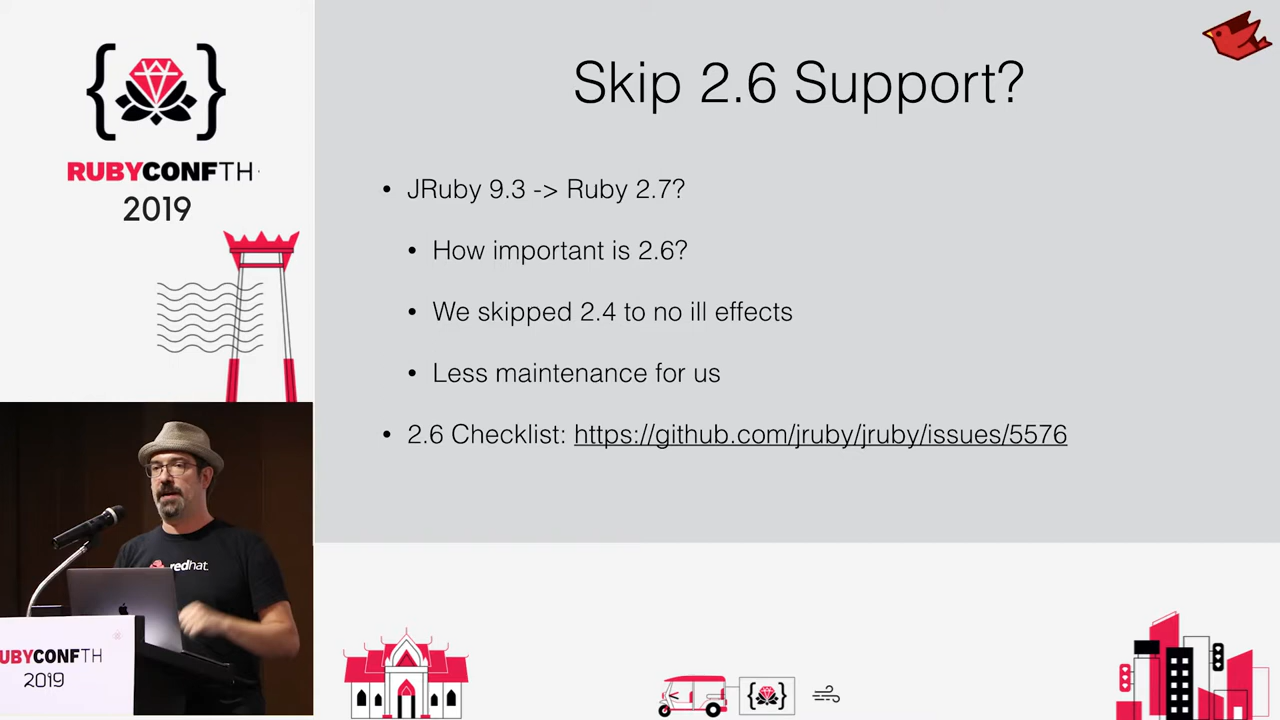 RUBYCONFTH
2019
Skip 2.6 Support?
• JRuby 9.3 -> Ruby 2.7?
• How important is 2.6?
• We skipped 2.4 to no ill effects
• Less maintenance for us
• 2.6 Checklist: https://github.com/jruby/jruby/issues/5576
redhat
UBYCONFTH
2019